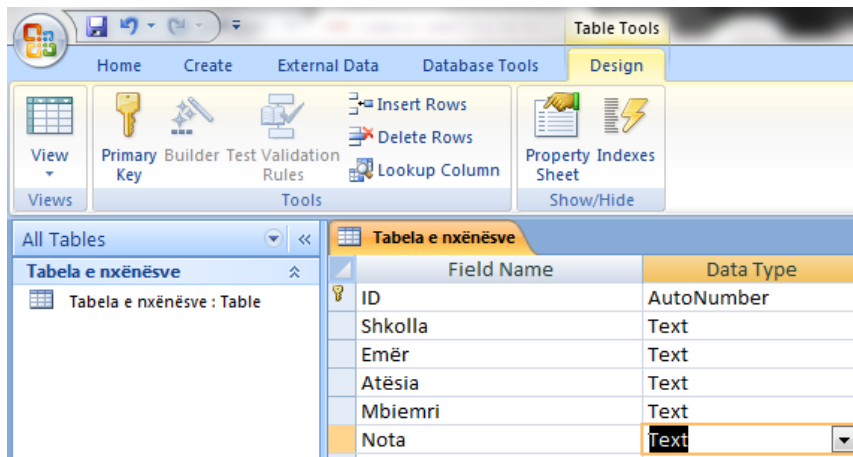 Table Tools
Home Create External Data Database Tools Design
View
Primary Key
Builder
Test Validation Rules
Insert Rows
Delete Rows
Lookup Column
Property Sheet
Indexes
Views Tools Show/Hide
All Tables
Tabela e nxënësve
Tabela e nxënësve : Table
Tabela e nxënësve
Field Name Data Type
ID AutoNumber
Shkolla Text
Emër Text
Atësia Text
Mbiemri Text
Nota Text